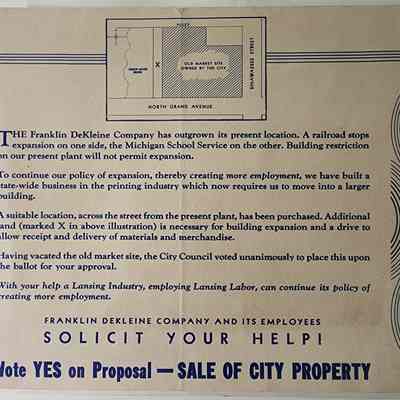 OLD MARKET SITE
OWNED BY THE CITY
X
SHIAWASSEE STREET
NORTH GRAND AVENUE
THE Franklin DeKleine Company has outgrown its present location. A railroad stops
expansion on one side, the Michigan School Service on the other. Building restriction
on our present plant will not permit expansion.
To continue our policy of expansion, thereby creating more employment, we have built a
state-wide business in the printing industry which now requires us to move into a larger
building.
A suitable location, across the street from the present plant, has been purchased. Additional
land (marked X in above illustration) is necessary for building expansion and a drive to
allow receipt and delivery of materials and merchandise.
Having vacated the old market site, the City Council voted unanimously to place this upon
the ballot for your approval.
With your help a Lansing Industry, employing Lansing Labor, can continue its policy of
creating more employment.
FRANKLIN DEKLEINE COMPANY AND ITS EMPLOYEES
SOLICIT YOUR HELP!
Vote YES on Proposal — SALE OF CITY PROPERTY